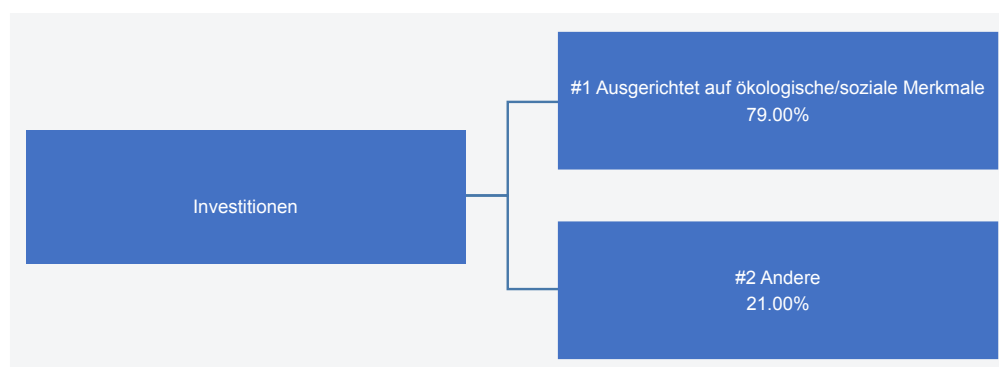 Investitionen
#1 Ausgerichtet auf ökologische/soziale Merkmale
79.00%
#2 Andere
21.00%